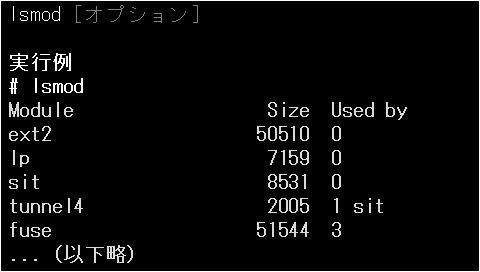 lsmod [オプション]
実行例
# lsmod
Module Size Used by
ext2 50510 0
lp 7159 0
sit 8531 0
tunnel4 2005 1 sit
fuse 51544 3
... (以下略)